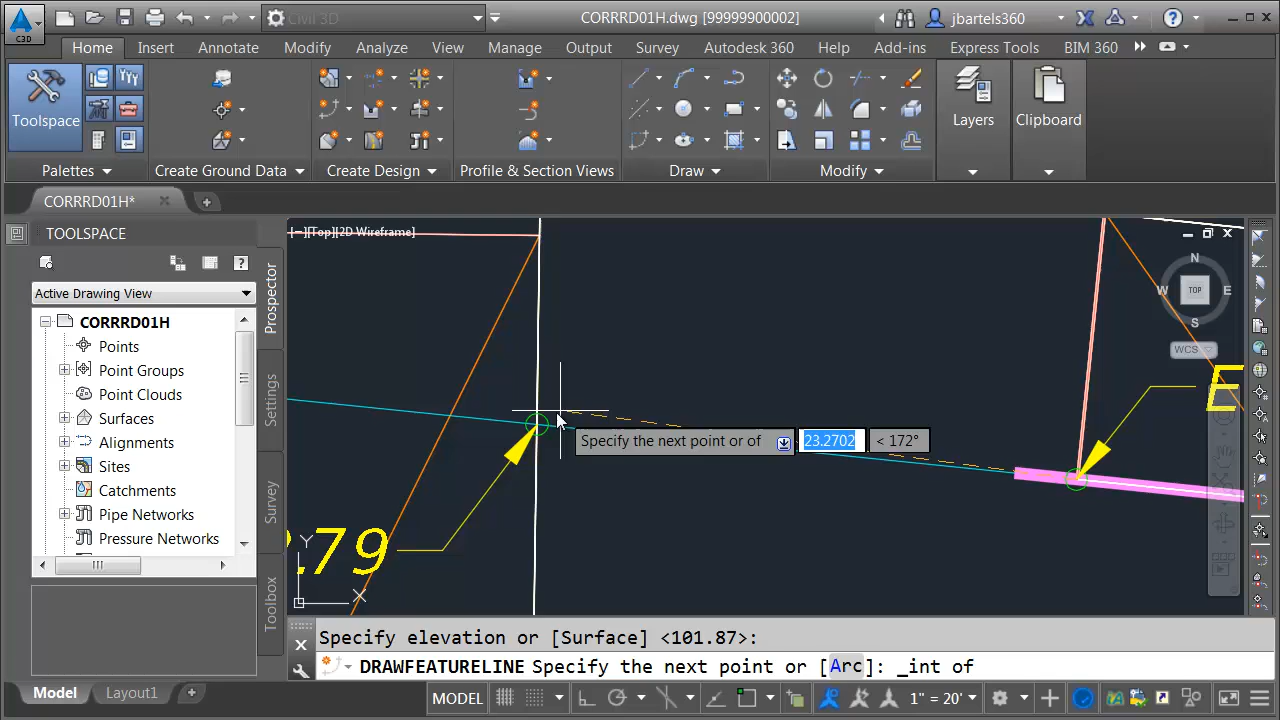 C3D
Civil 3D
CORRRD01H.dwg [99999900002]
jbartels360
Home Insert Annotate Modify Analyze View Manage Output Survey Autodesk 360 Help Add-ins Express Tools BIM 360
Toolspace
Layers
Clipboard
Palettes
Create Ground Data
Create Design
Profile & Section Views
Draw
Modify
CORRRD01H*
TOOLSPACE
[−][Top][2D Wireframe]
Active Drawing View
CORRRD01H
Points
Point Groups
Point Clouds
Surfaces
Alignments
Sites
Catchments
Pipe Networks
Pressure Networks
Prospector
Settings
Survey
Toolbox
N
W
TOP
E
S
WCS
E
Specify the next point or of
23.2702
< 172°
.79
Y
X
Specify elevation or [Surface] <101.87>:
DRAWFEATURELINE Specify the next point or [Arc]: _int of
Model
Layout1
MODEL
1" = 20'